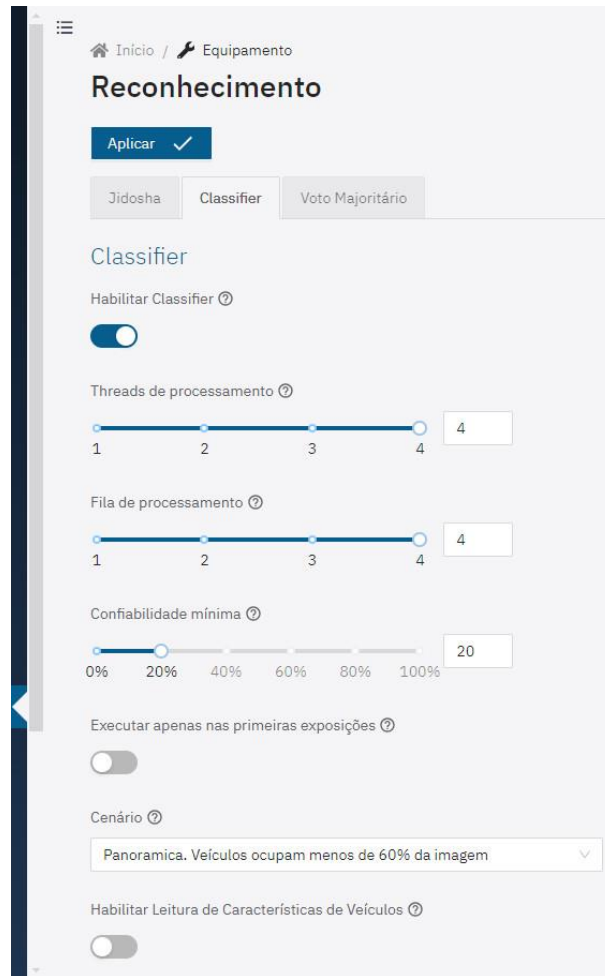 Início / Equipamento
Reconhecimento
Aplicar
Jidosha Classifier Voto Majoritário
Classifier
Habilitar Classifier
Threads de processamento
4
1 2 3 4
Fila de processamento
4
1 2 3 4
Confiabilidade mínima
20
0% 20% 40% 60% 80% 100%
Executar apenas nas primeiras exposições
Cenário
Panoramica. Veículos ocupam menos de 60% da imagem
Habilitar Leitura de Características de Veículos